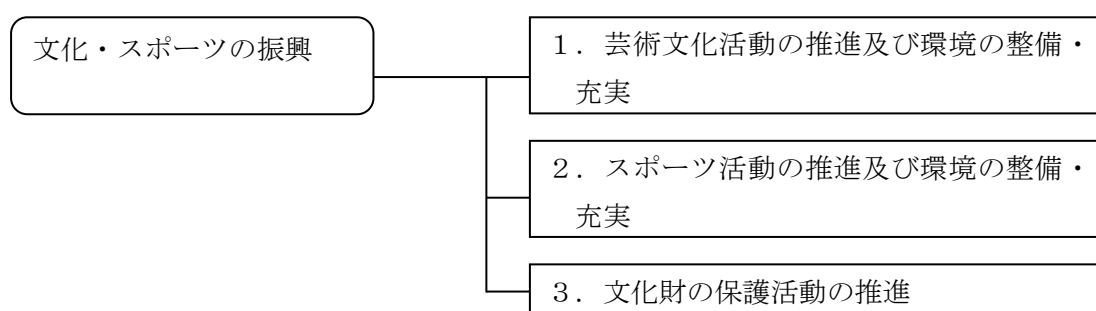 文化・スポーツの振興
１．芸術文化活動の推進及び環境の整備・
充実
２．スポーツ活動の推進及び環境の整備・
充実
３．文化財の保護活動の推進